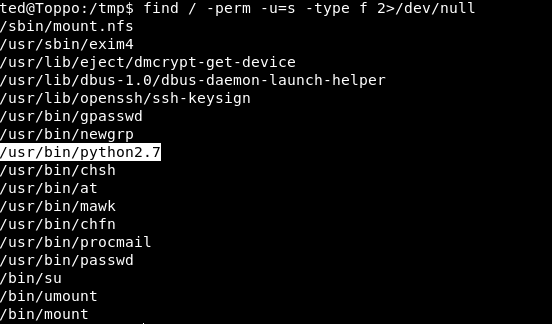 ted@Toppo:/tmp$ find / -perm -u=s -type f 2>/dev/null
/sbin/mount.nfs
/usr/sbin/exim4
/usr/lib/eject/dmcrypt-get-device
/usr/lib/dbus-1.0/dbus-daemon-launch-helper
/usr/lib/openssh/ssh-keysign
/usr/bin/gpasswd
/usr/bin/newgrp
/usr/bin/python2.7
/usr/bin/chsh
/usr/bin/at
/usr/bin/mawk
/usr/bin/chfn
/usr/bin/procmail
/usr/bin/passwd
/bin/su
/bin/umount
/bin/mount